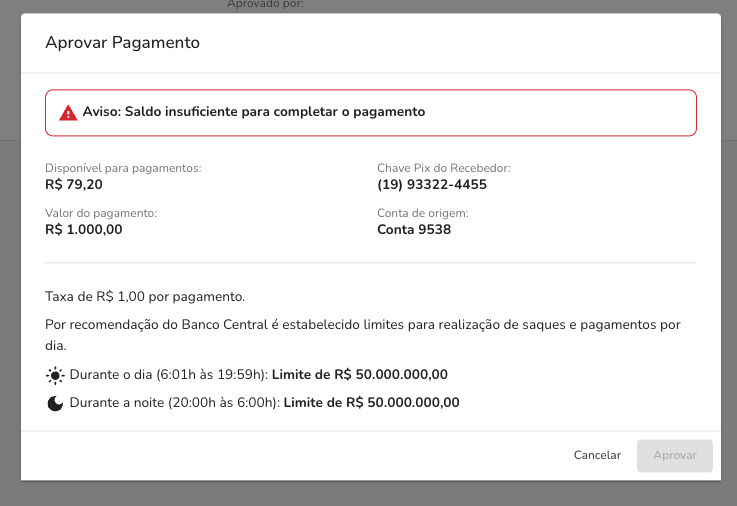 Aprovado por:
Aprovar Pagamento
Aviso: Saldo insuficiente para completar o pagamento
Disponível para pagamentos:
R$ 79,20
Chave Pix do Recebedor:
(19) 93322-4455
Valor do pagamento:
R$ 1.000,00
Conta de origem:
Conta 9538
Taxa de R$ 1,00 por pagamento.
Por recomendação do Banco Central é estabelecido limites para realização de saques e pagamentos por
dia.
Durante o dia (6:01h às 19:59h): Limite de R$ 50.000.000,00
Durante a noite (20:00h às 6:00h): Limite de R$ 50.000.000,00
Cancelar
Aprovar